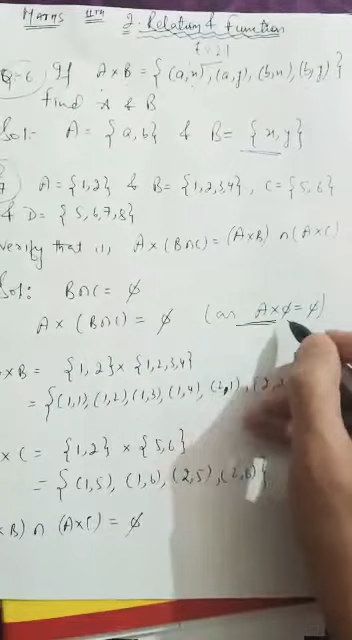 MATHS 11TH 2. Relation & Function
Q-6 If A×B = {(a,x), (a,y), (b,x), (b,y)}
find A & B
Sol:- A = {a,b} & B = {x,y}
7 A = {1,2} & B = {1,2,3,4}, C = {5,6}
& D = {5,6,7,8}
verify that i), A×(B∩C) = (A×B) ∩ (A×C)
Sol: B∩C = ϕ
A × (B∩C) = ϕ (as A×ϕ = ϕ)
×B = {1,2} × {1,2,3,4}
= {(1,1), (1,2), (1,3), (1,4), (2,1), (2,
×C = {1,2} × {5,6}
= {(1,5), (1,6), (2,5), (2,6)}
×B) ∩ (A×C) = ϕ